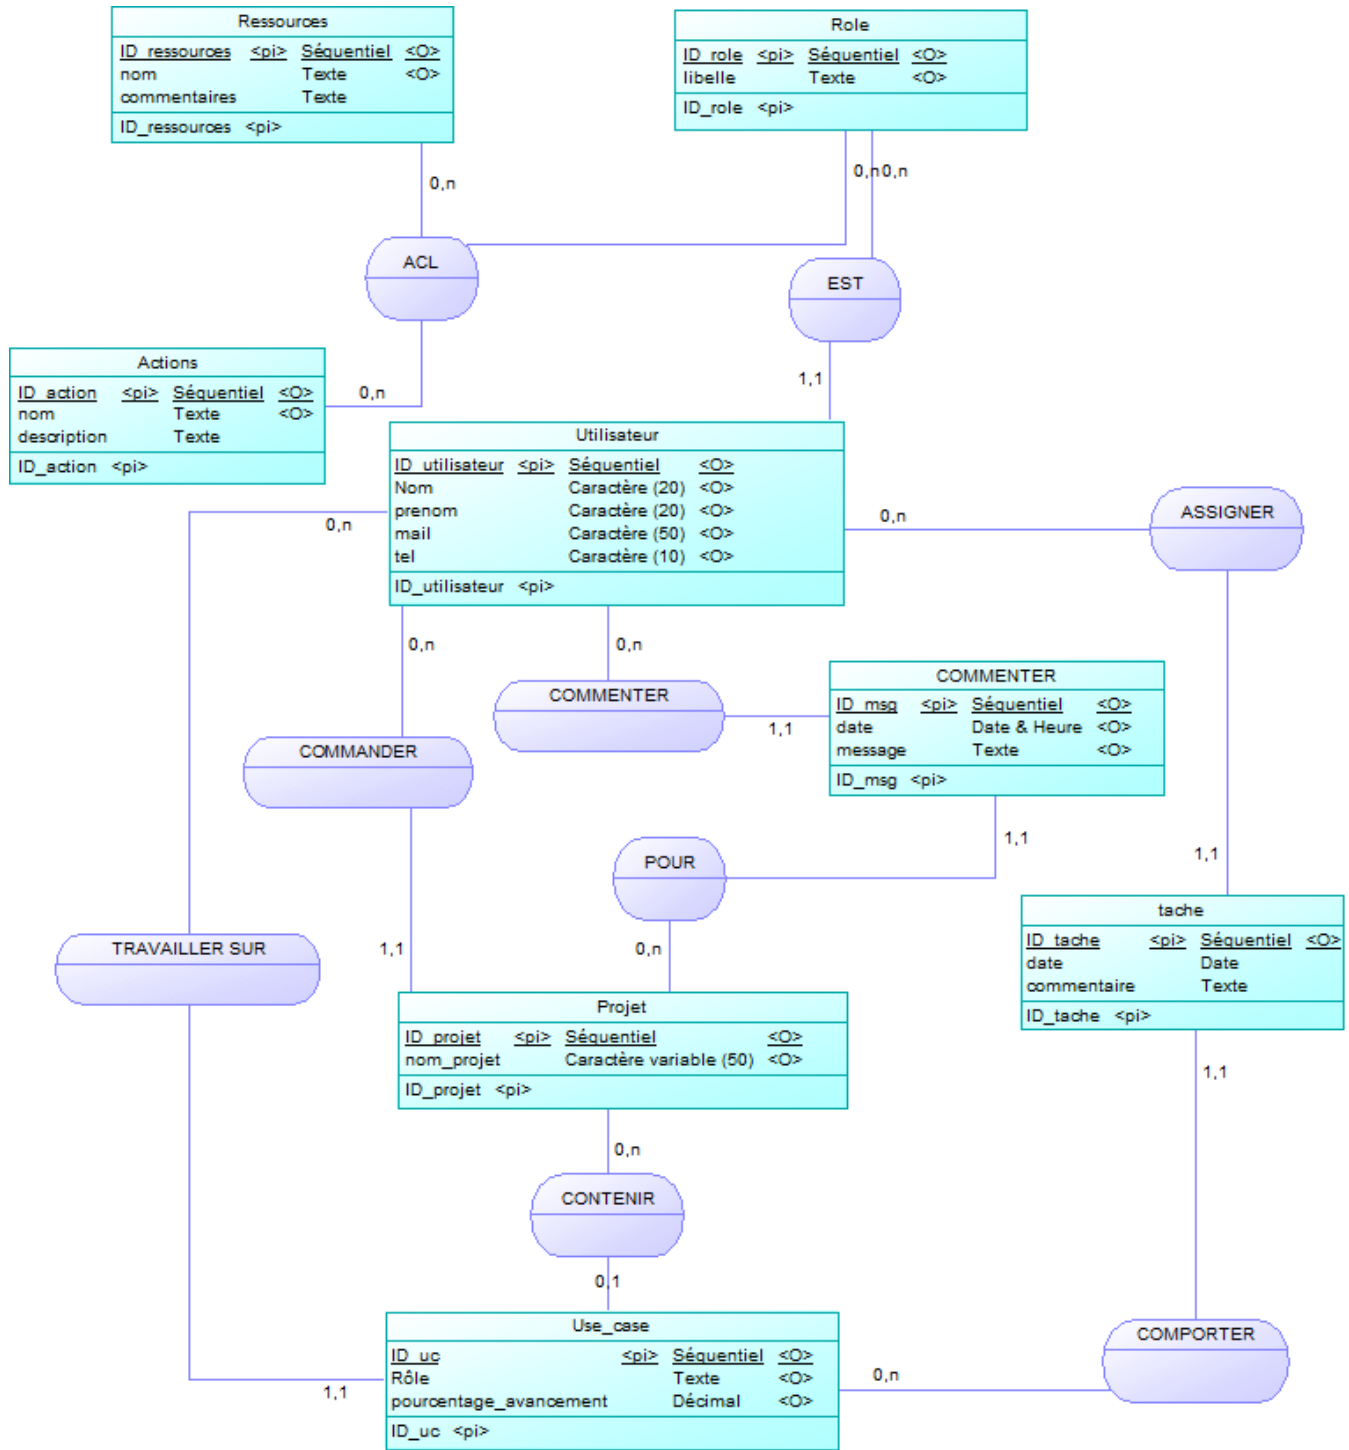 Ressources
ID_ressources <pi> Séquentiel <O>
nom Texte <O>
commentaires Texte
ID_ressources <pi>
Role
ID_role <pi> Séquentiel <O>
libelle Texte <O>
ID_role <pi>
0,n
0,n
0,n
ACL
EST
Actions
ID_action <pi> Séquentiel <O>
nom Texte <O>
description Texte
ID_action <pi>
0,n
1,1
Utilisateur
ID_utilisateur <pi> Séquentiel <O>
Nom Caractère (20) <O>
prenom Caractère (20) <O>
mail Caractère (50) <O>
tel Caractère (10) <O>
ID_utilisateur <pi>
0,n
0,n
ASSIGNER
0,n
0,n
COMMENTER
COMMENTER
ID_msg <pi> Séquentiel <O>
date Date & Heure <O>
message Texte <O>
ID_msg <pi>
1,1
COMMANDER
1,1
1,1
POUR
TRAVAILLER SUR
1,1
0,n
tache
ID_tache <pi> Séquentiel <O>
date Date
commentaire Texte
ID_tache <pi>
Projet
ID_projet <pi> Séquentiel <O>
nom_projet Caractère variable (50) <O>
ID_projet <pi>
1,1
0,n
CONTENIR
0,1
Use_case
ID_uc <pi> Séquentiel <O>
Rôle Texte <O>
pourcentage_avancement Décimal <O>
ID_uc <pi>
1,1
0,n
COMPORTER